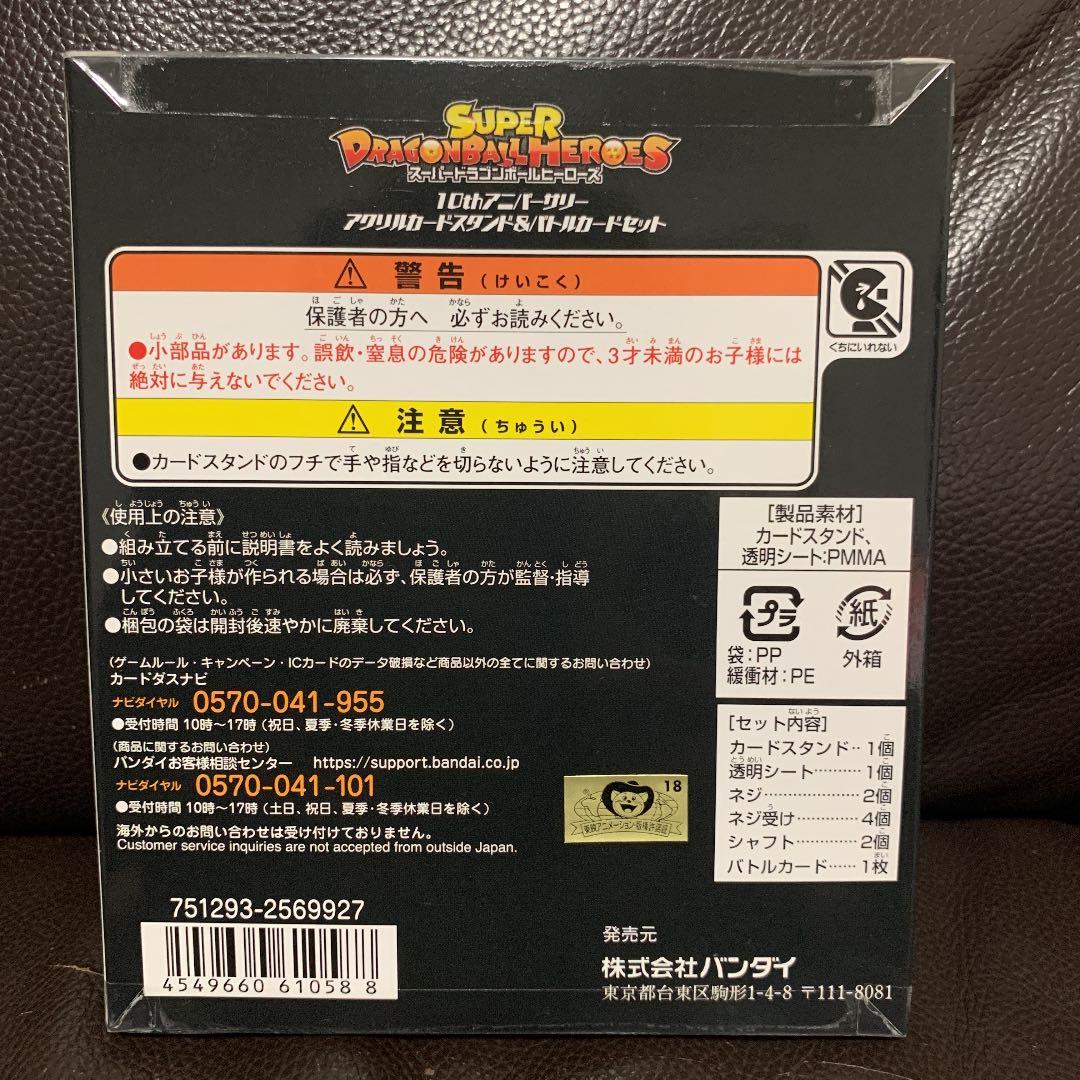 SUPER
DRAGONBALL HEROES
スーパードラゴンボールヒーローズ
10thアニバーサリー
アクリルカードスタンド&バトルカードセット
警告(けいこく)
保護者の方へ 必ずお読みください。
●小部品があります。誤飲・窒息の危険がありますので、3才未満のお子様には
絶対に与えないでください。
注意(ちゅうい)
●カードスタンドのフチで手や指などを切らないように注意してください。
くちにいれない
《使用上の注意》
●組み立てる前に説明書をよく読みましょう。
●小さいお子様が作られる場合は必ず、保護者の方が監督・指導
してください。
●梱包の袋は開封後速やかに廃棄してください。
(ゲームルール・キャンペーン・ICカードのデータ破損など商品以外の全てに関するお問い合わせ)
カードダスナビ
ナビダイヤル 0570-041-955
●受付時間 10時～17時(祝日、夏季・冬季休業日を除く)
(商品に関するお問い合わせ)
バンダイお客様相談センター https://support.bandai.co.jp
ナビダイヤル 0570-041-101
●受付時間 10時～17時(土日、祝日、夏季・冬季休業日を除く)
海外からのお問い合わせは受け付けておりません。
Customer service inquiries are not accepted from outside Japan.
[製品素材]
カードスタンド、
透明シート:PMMA
プラ
紙
袋:PP
緩衝材:PE
外箱
[セット内容]
カードスタンド‥1個
透明シート………1個
ネジ………………2個
ネジ受け…………4個
シャフト…………2個
バトルカード……1枚
18
東映アニメーション版権許諾証
751293-2569927
4549660 61058 8
発売元
株式会社バンダイ
東京都台東区駒形1-4-8 〒111-8081